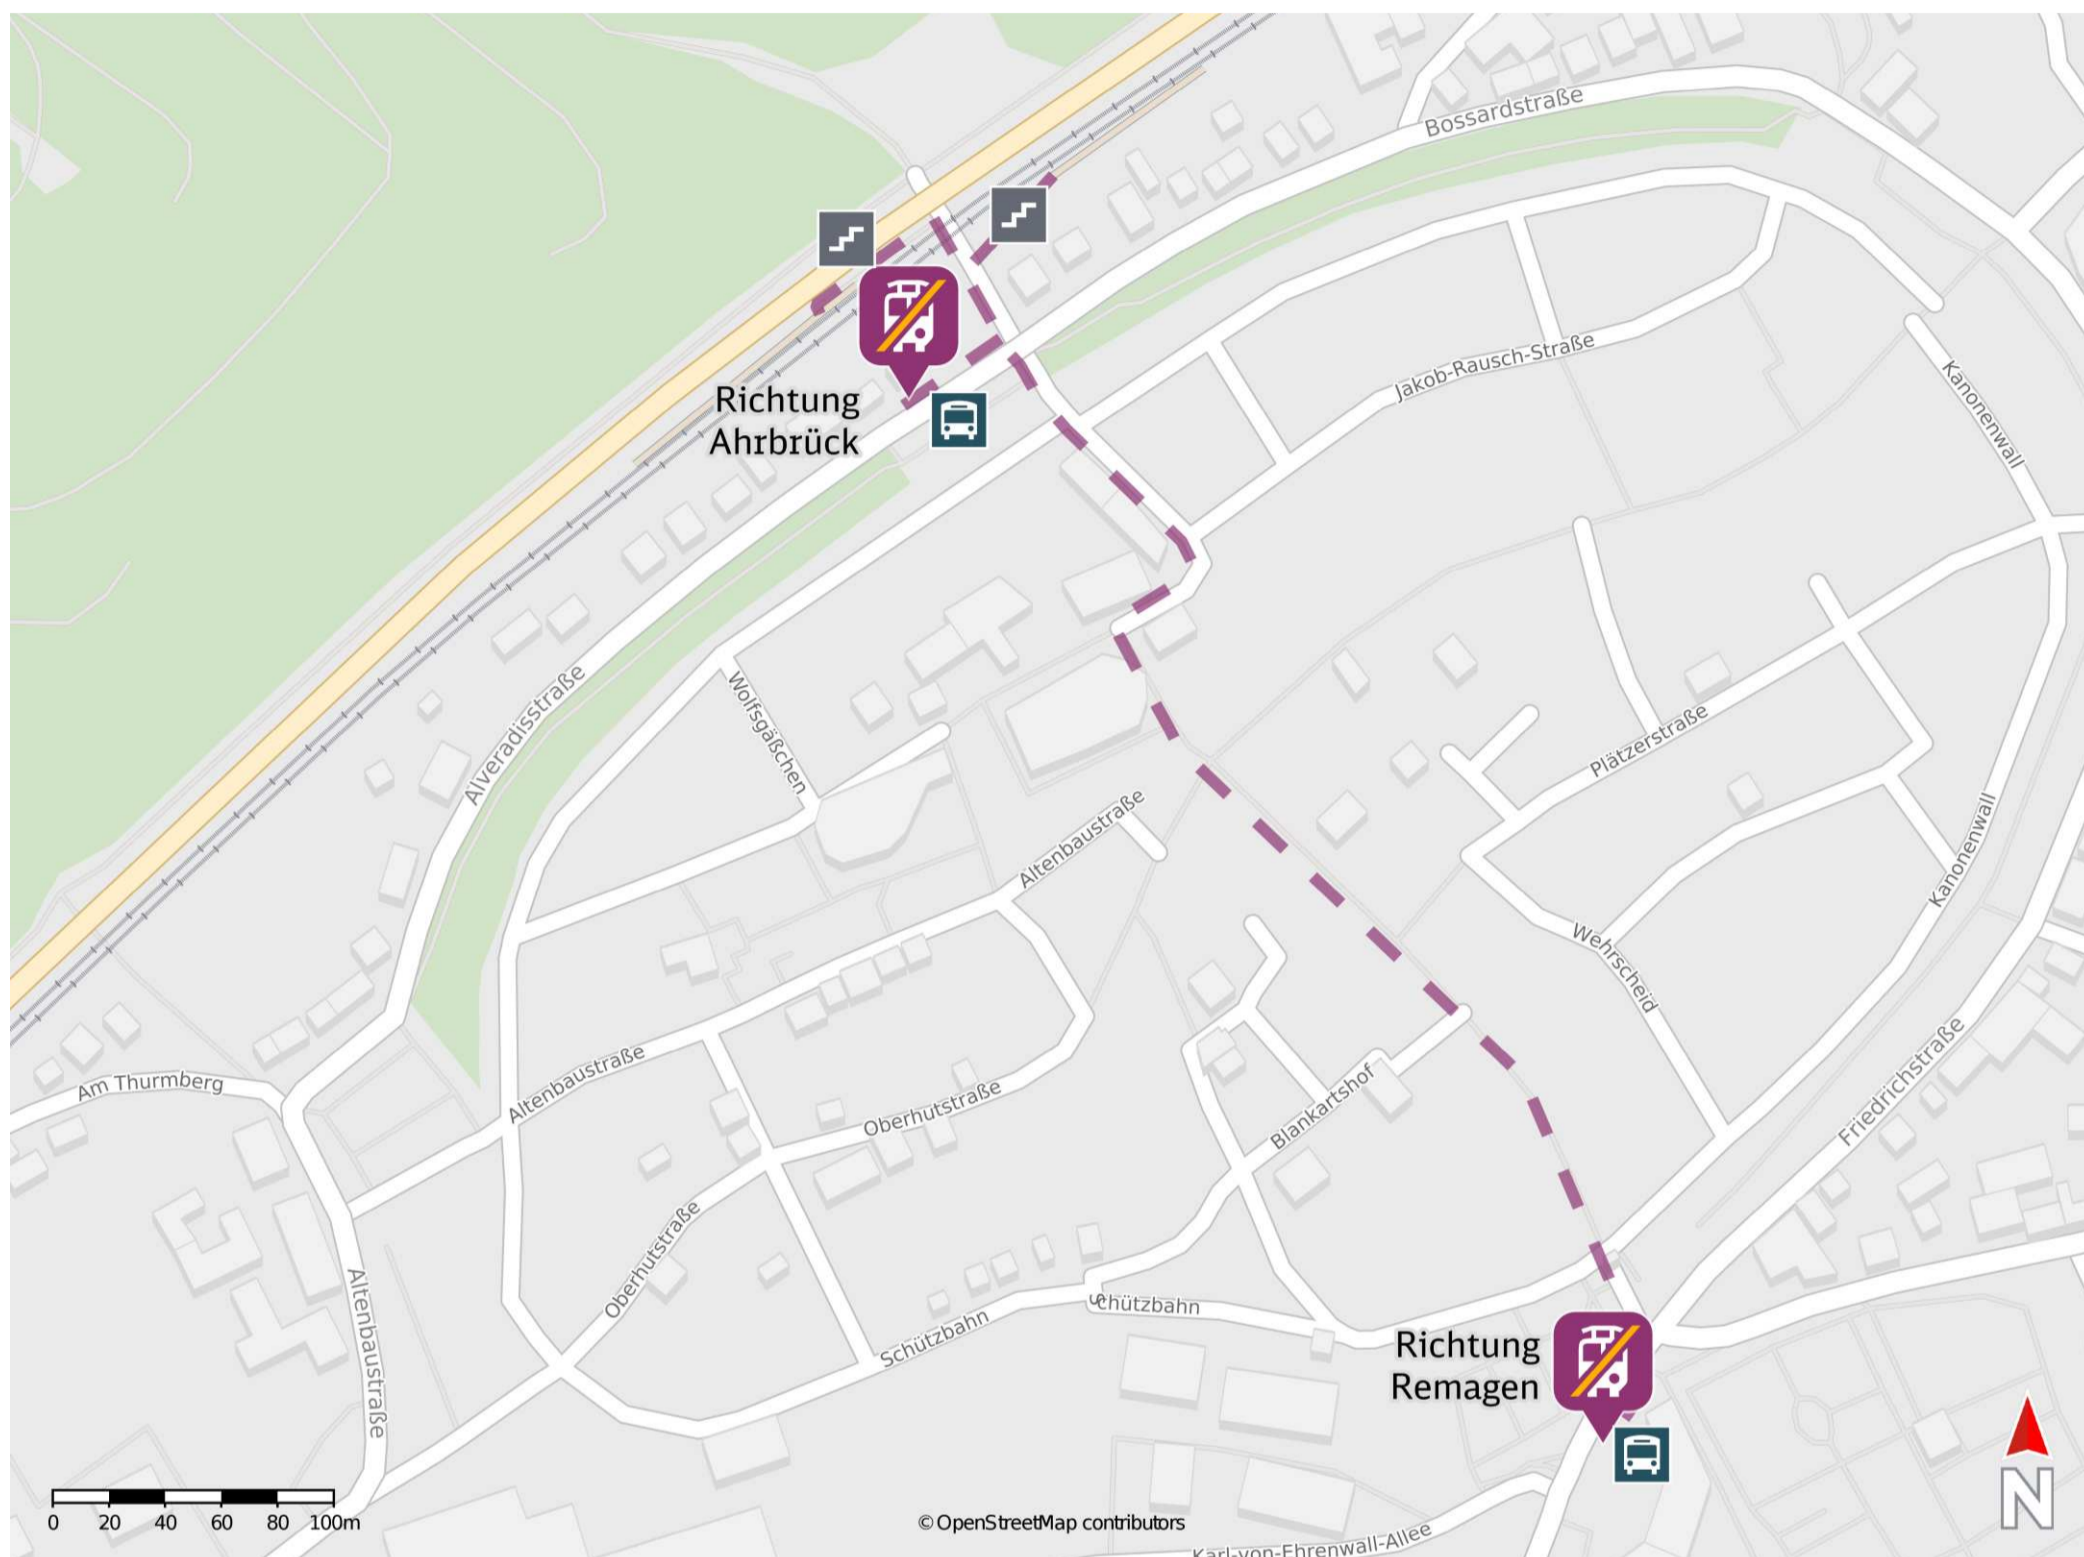 Bossardstraße
Jakob-Rausch-Straße
Kanonenwall
Richtung
Ahrbrück
Alveradisstraße
Wolfsgäßchen
Plätzerstraße
Altenbaustraße
Kanonenwall
Wehrscheid
Friedrichstraße
Am Thurmberg
Altenbaustraße
Oberhutstraße
Blankartshof
Oberhutstraße
Altenbaustraße
Schützbahn
Schützbahn
Richtung
Remagen
N
0 20 40 60 80 100m
© OpenStreetMap contributors
Karl-von-Ehrenwall-Allee